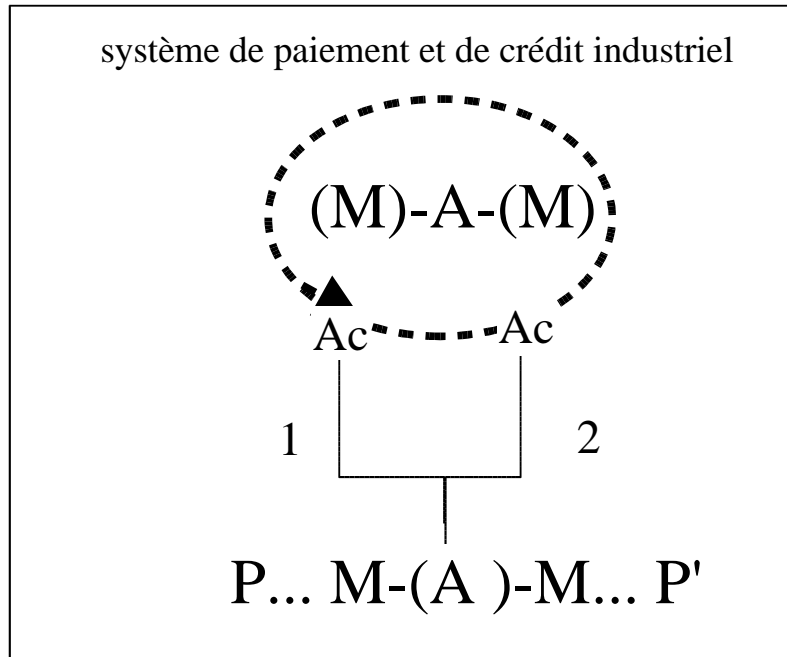 système de paiement et de crédit industriel
(M)-A-(M)
Ac Ac
1 2
P... M-(A )-M... P'